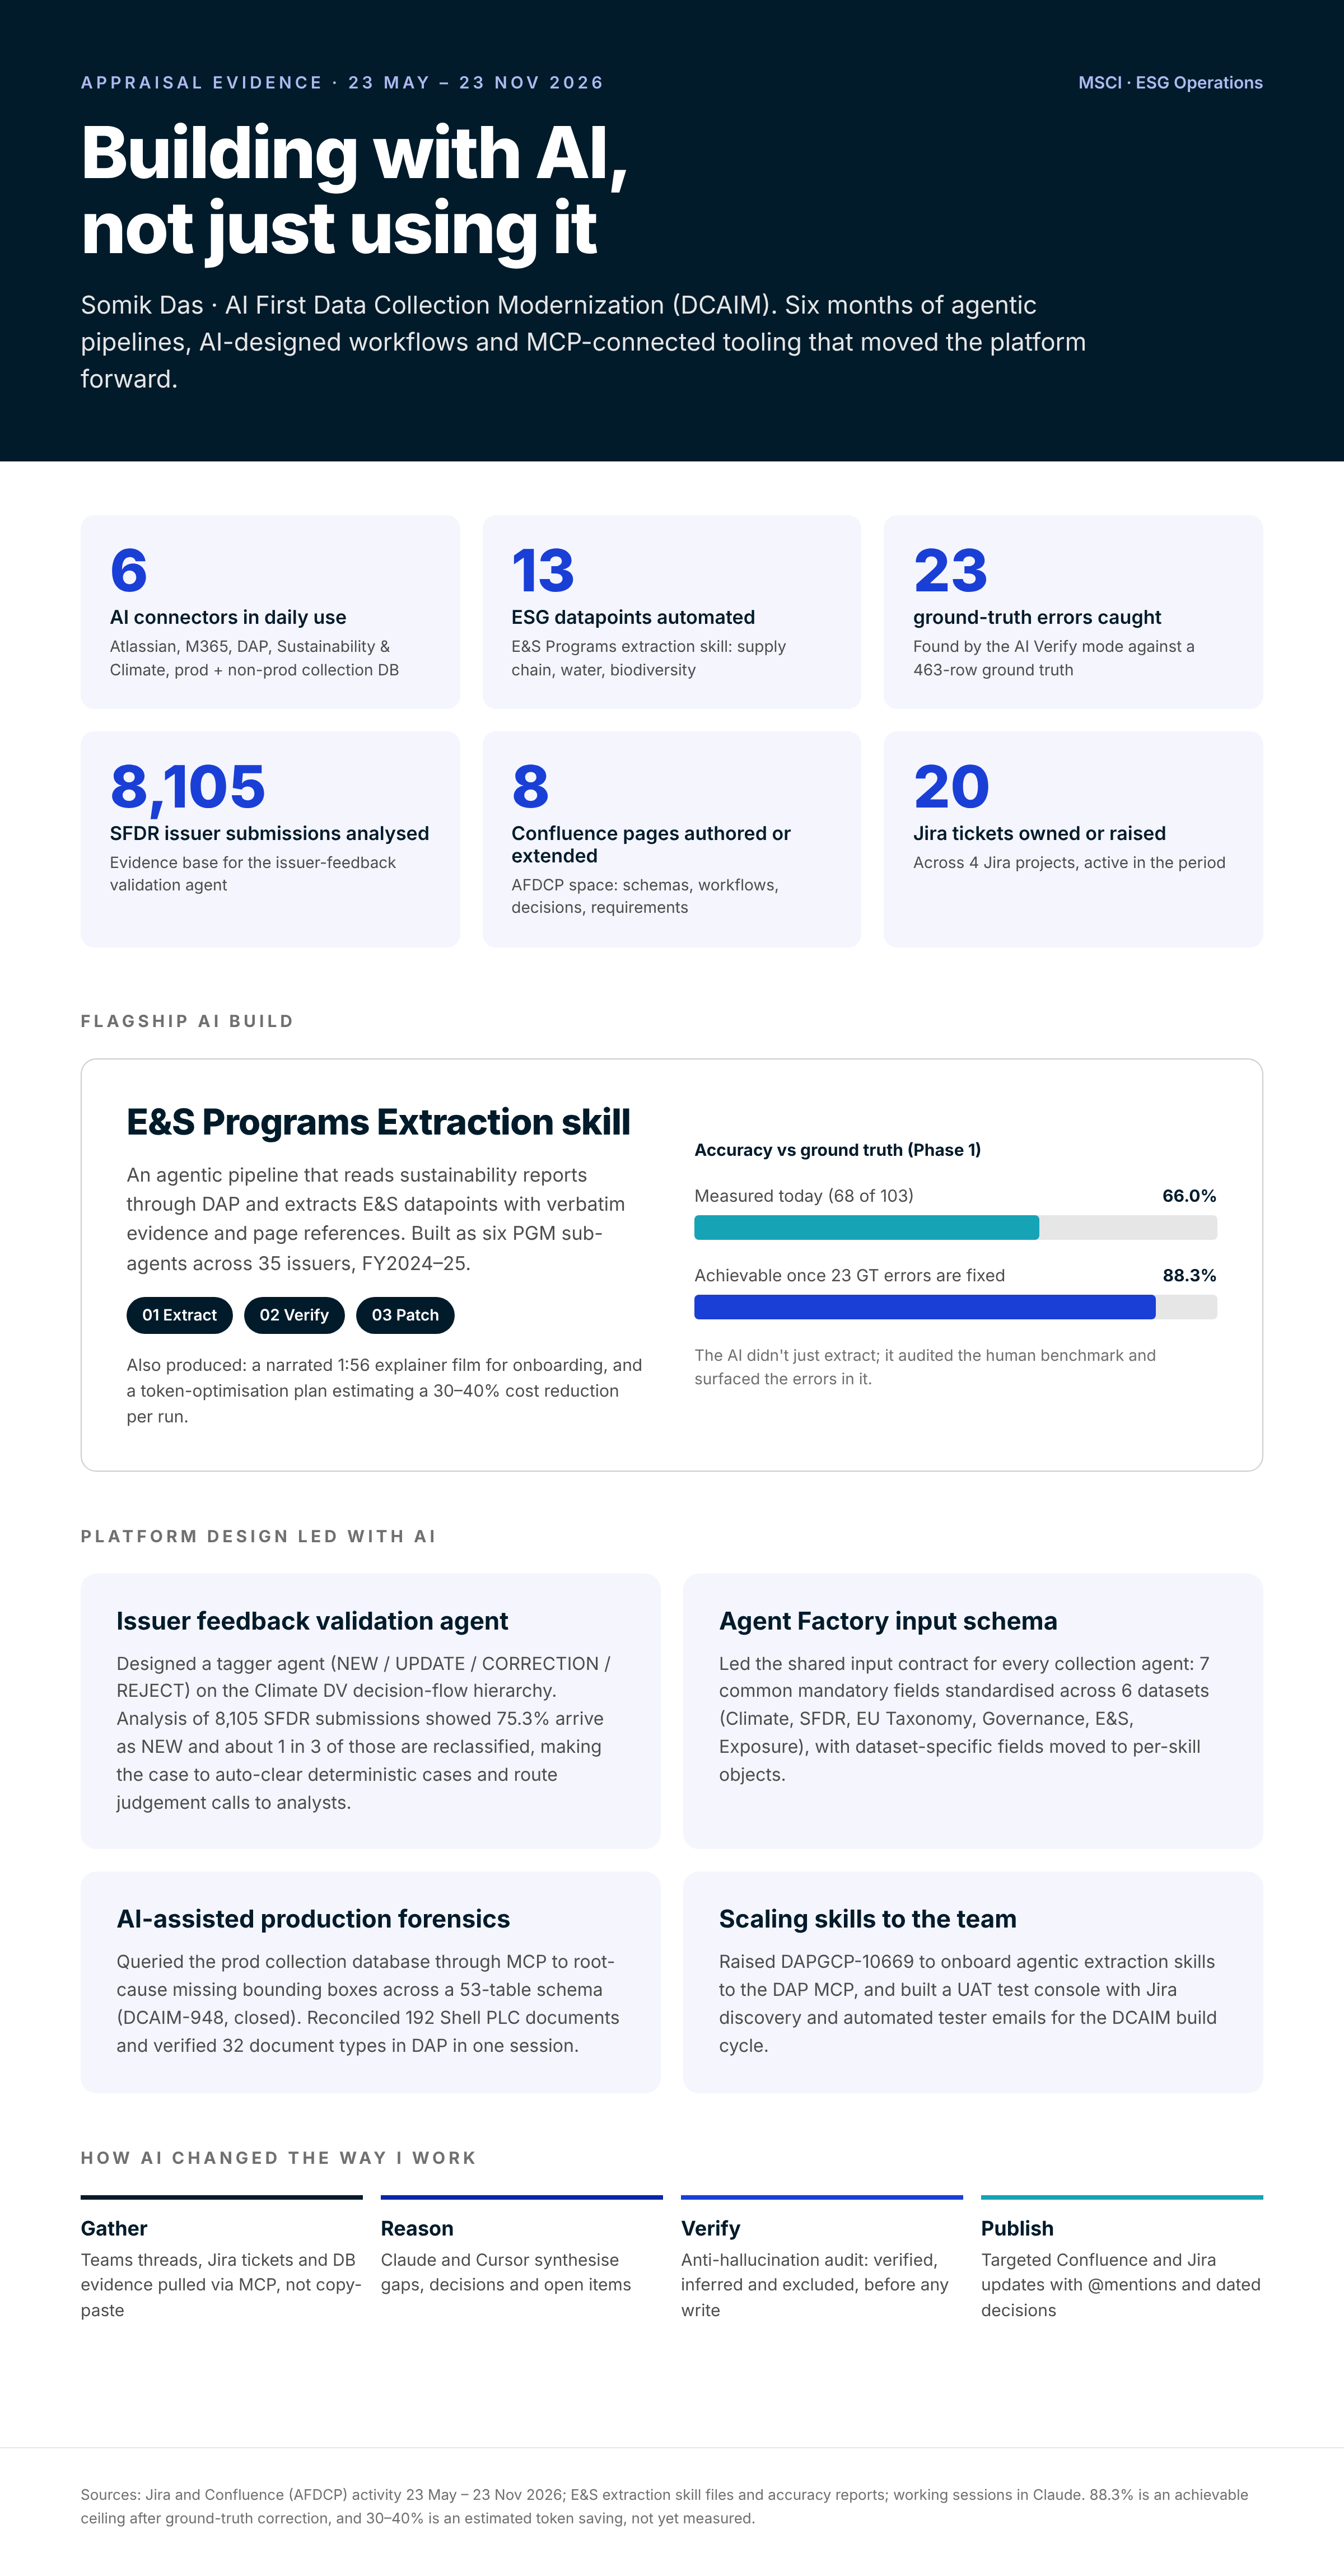 APPRAISAL EVIDENCE · 23 MAY – 23 NOV 2026
MSCI · ESG Operations
Building with AI,
not just using it
Somik Das · AI First Data Collection Modernization (DCAIM). Six months of agentic
pipelines, AI-designed workflows and MCP-connected tooling that moved the platform
forward.
6
AI connectors in daily use
Atlassian, M365, DAP, Sustainability &
Climate, prod + non-prod collection DB
13
ESG datapoints automated
E&S Programs extraction skill: supply
chain, water, biodiversity
23
ground-truth errors caught
Found by the AI Verify mode against a
463-row ground truth
8,105
SFDR issuer submissions analysed
Evidence base for the issuer-feedback
validation agent
8
Confluence pages authored or
extended
AFDCP space: schemas, workflows,
decisions, requirements
20
Jira tickets owned or raised
Across 4 Jira projects, active in the period
FLAGSHIP AI BUILD
E&S Programs Extraction skill
An agentic pipeline that reads sustainability reports
through DAP and extracts E&S datapoints with verbatim
evidence and page references. Built as six PGM sub-
agents across 35 issuers, FY2024–25.
01 Extract
02 Verify
03 Patch
Also produced: a narrated 1:56 explainer film for onboarding, and
a token-optimisation plan estimating a 30–40% cost reduction
per run.
Accuracy vs ground truth (Phase 1)
Measured today (68 of 103) 66.0%
Achievable once 23 GT errors are fixed 88.3%
The AI didn't just extract; it audited the human benchmark and
surfaced the errors in it.
PLATFORM DESIGN LED WITH AI
Issuer feedback validation agent
Designed a tagger agent (NEW / UPDATE / CORRECTION /
REJECT) on the Climate DV decision-flow hierarchy.
Analysis of 8,105 SFDR submissions showed 75.3% arrive
as NEW and about 1 in 3 of those are reclassified, making
the case to auto-clear deterministic cases and route
judgement calls to analysts.
Agent Factory input schema
Led the shared input contract for every collection agent: 7
common mandatory fields standardised across 6 datasets
(Climate, SFDR, EU Taxonomy, Governance, E&S,
Exposure), with dataset-specific fields moved to per-skill
objects.
AI-assisted production forensics
Queried the prod collection database through MCP to root-
cause missing bounding boxes across a 53-table schema
(DCAIM-948, closed). Reconciled 192 Shell PLC documents
and verified 32 document types in DAP in one session.
Scaling skills to the team
Raised DAPGCP-10669 to onboard agentic extraction skills
to the DAP MCP, and built a UAT test console with Jira
discovery and automated tester emails for the DCAIM build
cycle.
HOW AI CHANGED THE WAY I WORK
Gather
Teams threads, Jira tickets and DB
evidence pulled via MCP, not copy-
paste
Reason
Claude and Cursor synthesise
gaps, decisions and open items
Verify
Anti-hallucination audit: verified,
inferred and excluded, before any
write
Publish
Targeted Confluence and Jira
updates with @mentions and dated
decisions
Sources: Jira and Confluence (AFDCP) activity 23 May – 23 Nov 2026; E&S extraction skill files and accuracy reports; working sessions in Claude. 88.3% is an achievable
ceiling after ground-truth correction, and 30–40% is an estimated token saving, not yet measured.